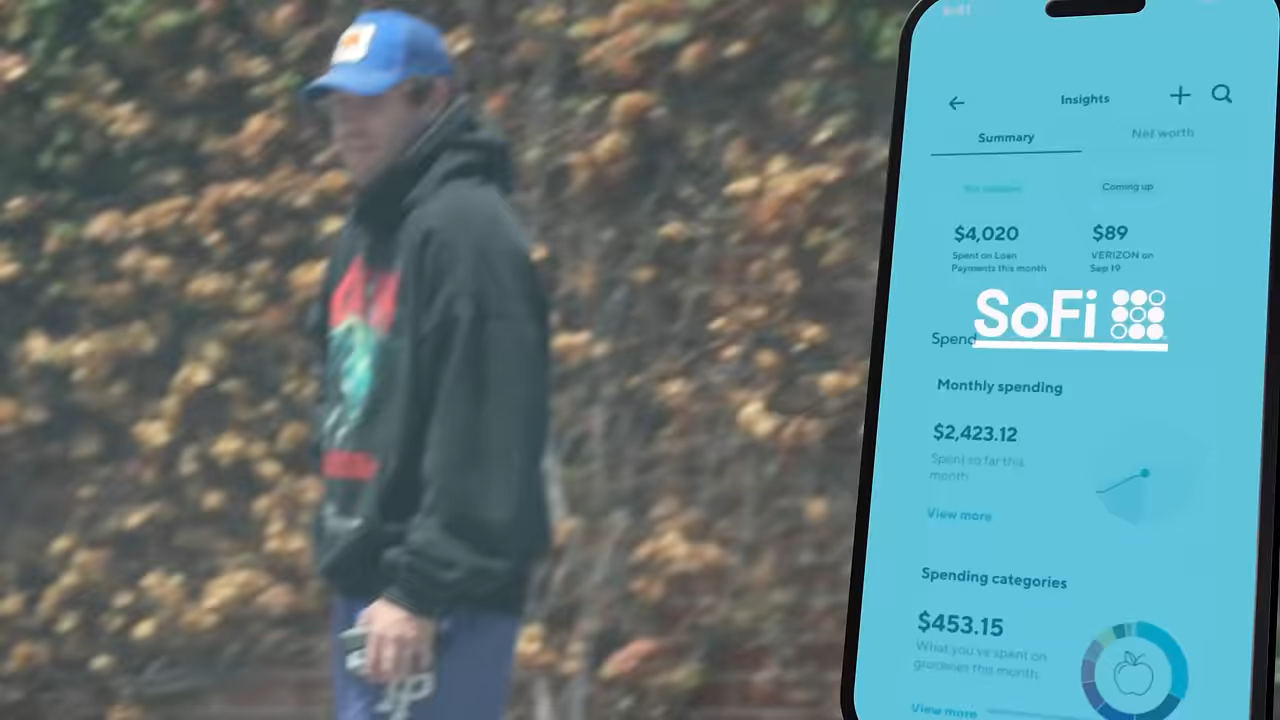 Insights
Summary
Net worth
Coming up
$4,020
$89
Spent on Loan
Payments this month
VERIZON on
Sep 19
SoFi
Spend
Monthly spending
$2,423.12
Spent so far this
month
View more
Spending categories
$453.15
What you've spent on
groceries this month
View more